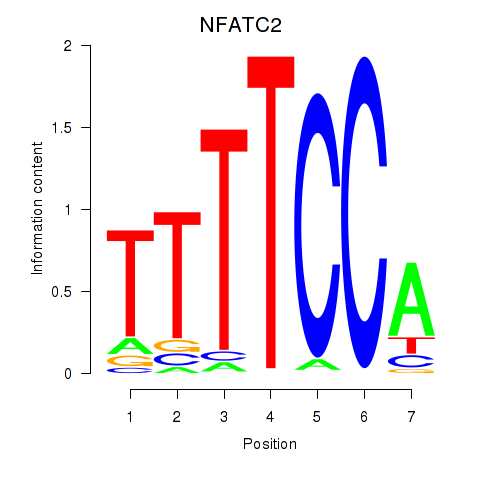 NFATC2
Information content
2
1.5
1
0.5
0
T T T T C C A
A G C
G C A T
G A A C
C A G
1 2 3 4 5 6 7
Position